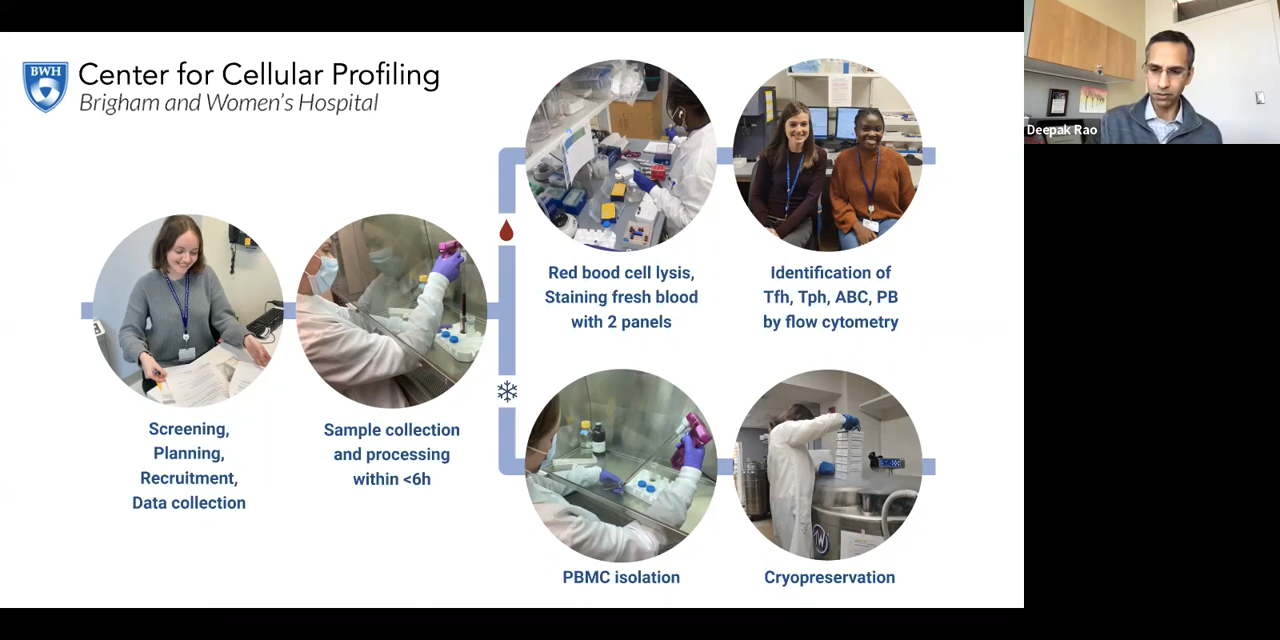 BWH
Center for Cellular Profiling
Brigham and Women's Hospital
Deepak Rao
Screening,
Planning,
Recruitment,
Data collection
Sample collection
and processing
within <6h
Red bood cell lysis,
Staining fresh blood
with 2 panels
Identification of
Tfh, Tph, ABC, PB
by flow cytometry
PBMC isolation
Cryopreservation